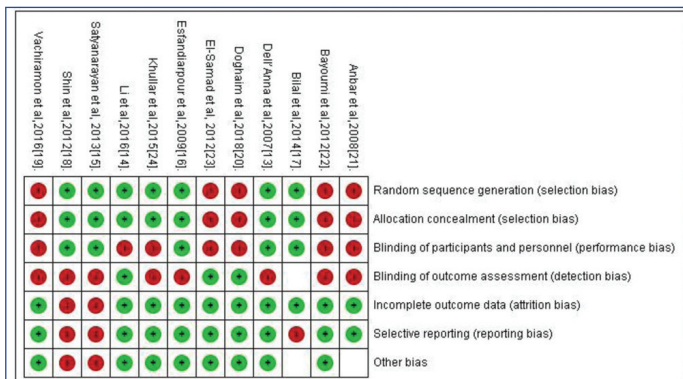 Vachiramon et al,2016[19].
Shin et al,2012[18].
Satyanarayan et al. 2013[15].
Li et al,2016[14].
Khullar et al,2015[24].
Esfandiarpour et al,2009[16].
El-Samad et al. 2012[23].
Doghaim et al,2018[20].
Dell'Anna et al,2007[13].
Bilal et al,2014[17].
Bayoumi et al,2012[22]
Anbar et al,2008[21].
Random sequence generation (selection bias)
Allocation concealment (selection bias)
Blinding of participants and personnel (performance bias)
Blinding of outcome assessment (detection bias)
Incomplete outcome data (attrition bias)
Selective reporting (reporting bias)
Other bias